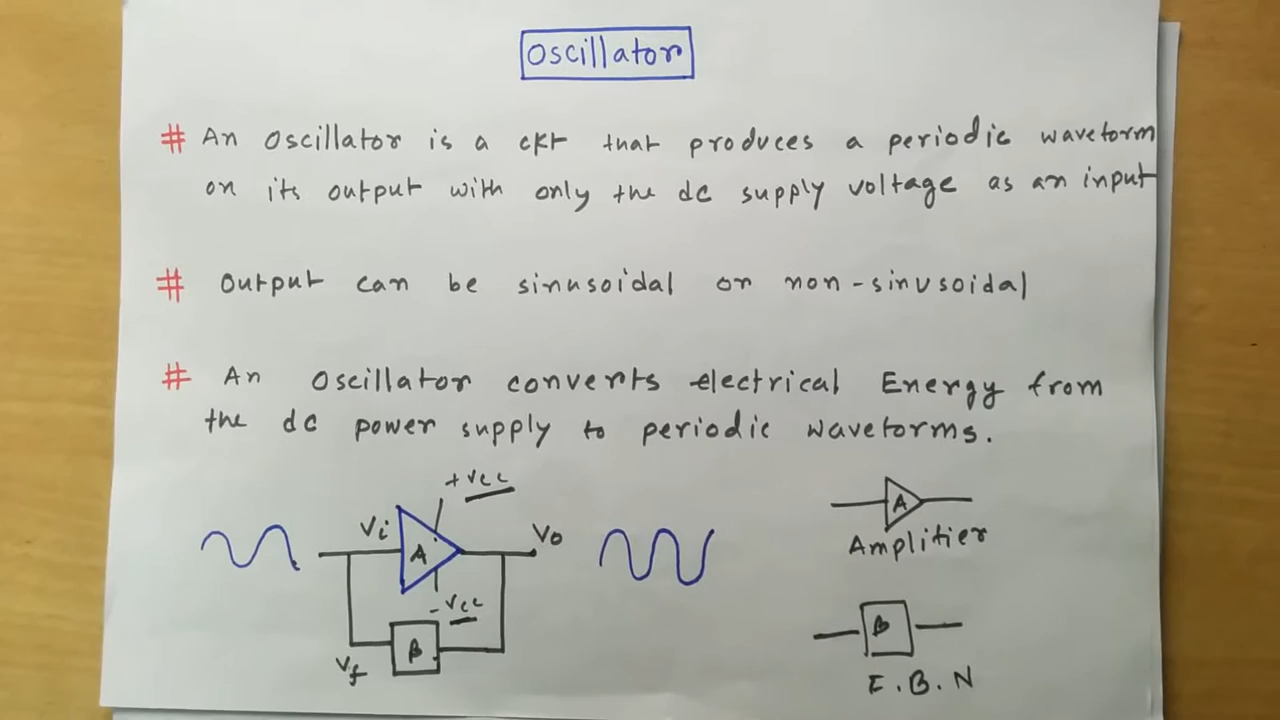 Oscillator
# An Oscillator is a ckt that produces a periodic waveform
on its output with only the dc supply voltage as an input
# Output can be sinusoidal or non-sinusoidal
# An Oscillator converts electrical Energy from
the dc power supply to periodic waveforms.
+Vcc
Vi
A
Vo
-Vcc
β
Vf
A
Amplifier
β
F.B.N